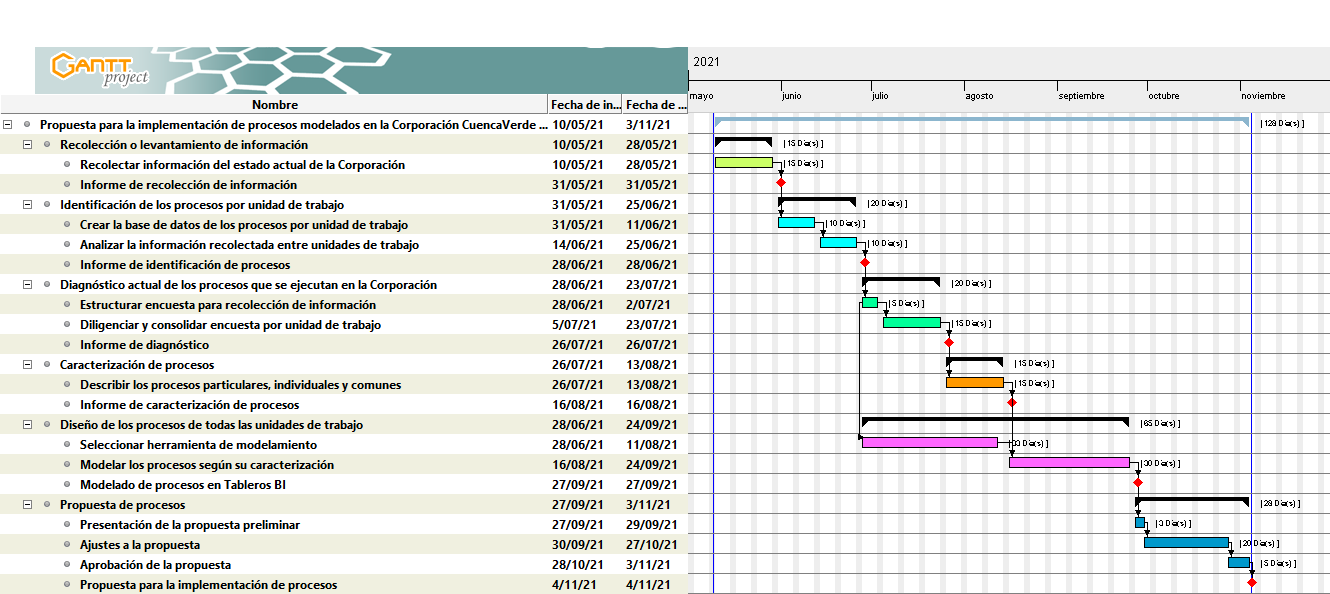 GANTT
project
2021
mayo junio julio agosto septiembre octubre noviembre
Nombre Fecha de in... Fecha de ...
Propuesta para la implementación de procesos modelados en la Corporación CuencaVerde ... 10/05/21 3/11/21 [128 Día(s)]
Recolección o levantamiento de información 10/05/21 28/05/21 [15 Día(s)]
Recolectar información del estado actual de la Corporación 10/05/21 28/05/21 [15 Día(s)]
Informe de recolección de información 31/05/21 31/05/21
Identificación de los procesos por unidad de trabajo 31/05/21 25/06/21 [20 Día(s)]
Crear la base de datos de los procesos por unidad de trabajo 31/05/21 11/06/21 [10 Día(s)]
Analizar la información recolectada entre unidades de trabajo 14/06/21 25/06/21 [10 Día(s)]
Informe de identificación de procesos 28/06/21 28/06/21
Diagnóstico actual de los procesos que se ejecutan en la Corporación 28/06/21 23/07/21 [20 Día(s)]
Estructurar encuesta para recolección de información 28/06/21 2/07/21 [5 Día(s)]
Diligenciar y consolidar encuesta por unidad de trabajo 5/07/21 23/07/21 [15 Día(s)]
Informe de diagnóstico 26/07/21 26/07/21
Caracterización de procesos 26/07/21 13/08/21 [15 Día(s)]
Describir los procesos particulares, individuales y comunes 26/07/21 13/08/21 [15 Día(s)]
Informe de caracterización de procesos 16/08/21 16/08/21
Diseño de los procesos de todas las unidades de trabajo 28/06/21 24/09/21 [65 Día(s)]
Seleccionar herramienta de modelamiento 28/06/21 11/08/21 Día(s)]
Modelar los procesos según su caracterización 16/08/21 24/09/21 [30 Día(s)]
Modelado de procesos en Tableros BI 27/09/21 27/09/21
Propuesta de procesos 27/09/21 3/11/21 [28 Día(s)]
Presentación de la propuesta preliminar 27/09/21 29/09/21 [3 Día(s)]
Ajustes a la propuesta 30/09/21 27/10/21 [20 Día(s)]
Aprobación de la propuesta 28/10/21 3/11/21 [5 Día(s)]
Propuesta para la implementación de procesos 4/11/21 4/11/21